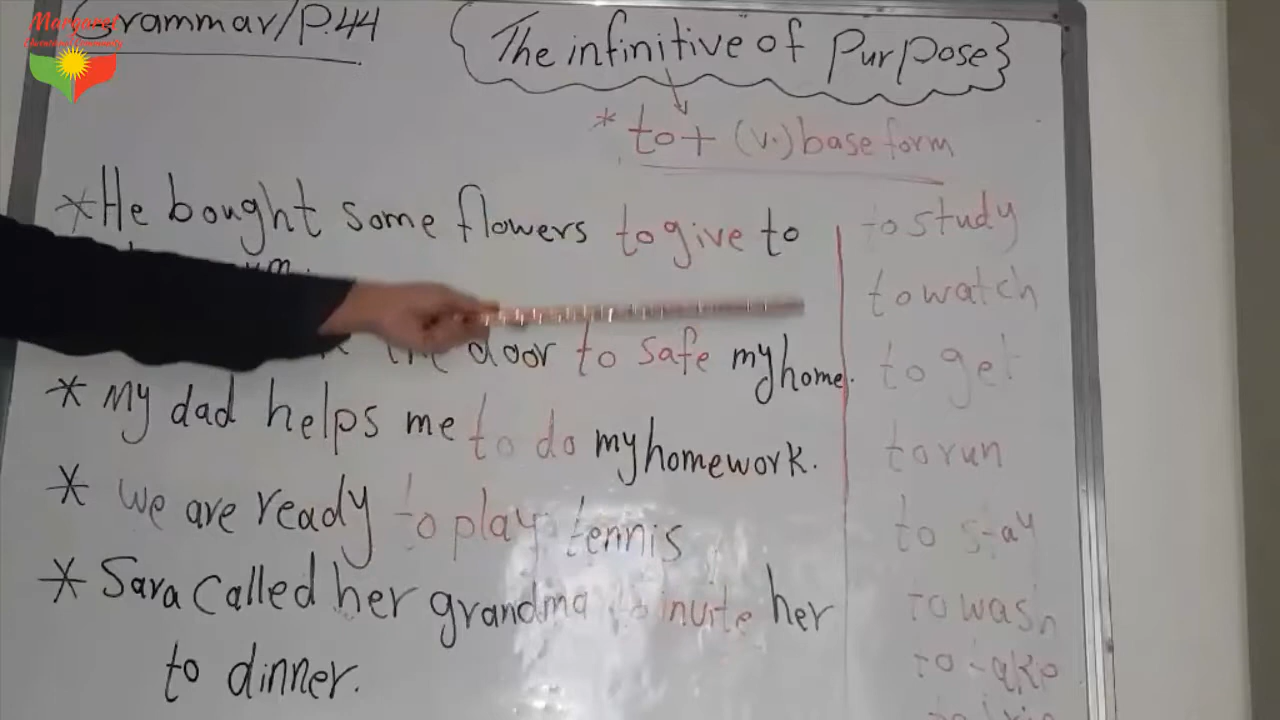 Margaret
Educational Community
Grammar/P.44
The infinitive of Purpose
* to + (v.) base form
* He bought some flowers to give to
the door to safe my home.
* My dad helps me to do my homework.
* we are ready to play tennis
* Sara called her grandma to invite her
to dinner.
to study
to watch
to get
to run
to stay
to wash
to take